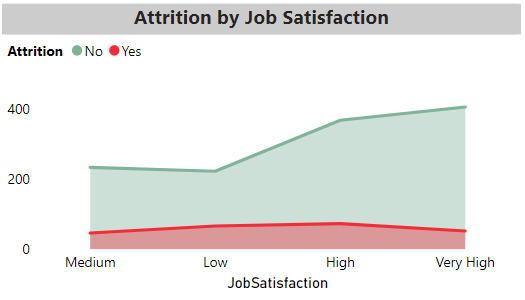 Attrition by Job Satisfaction
Attrition No Yes
400
200
0
Medium Low High Very High
JobSatisfaction